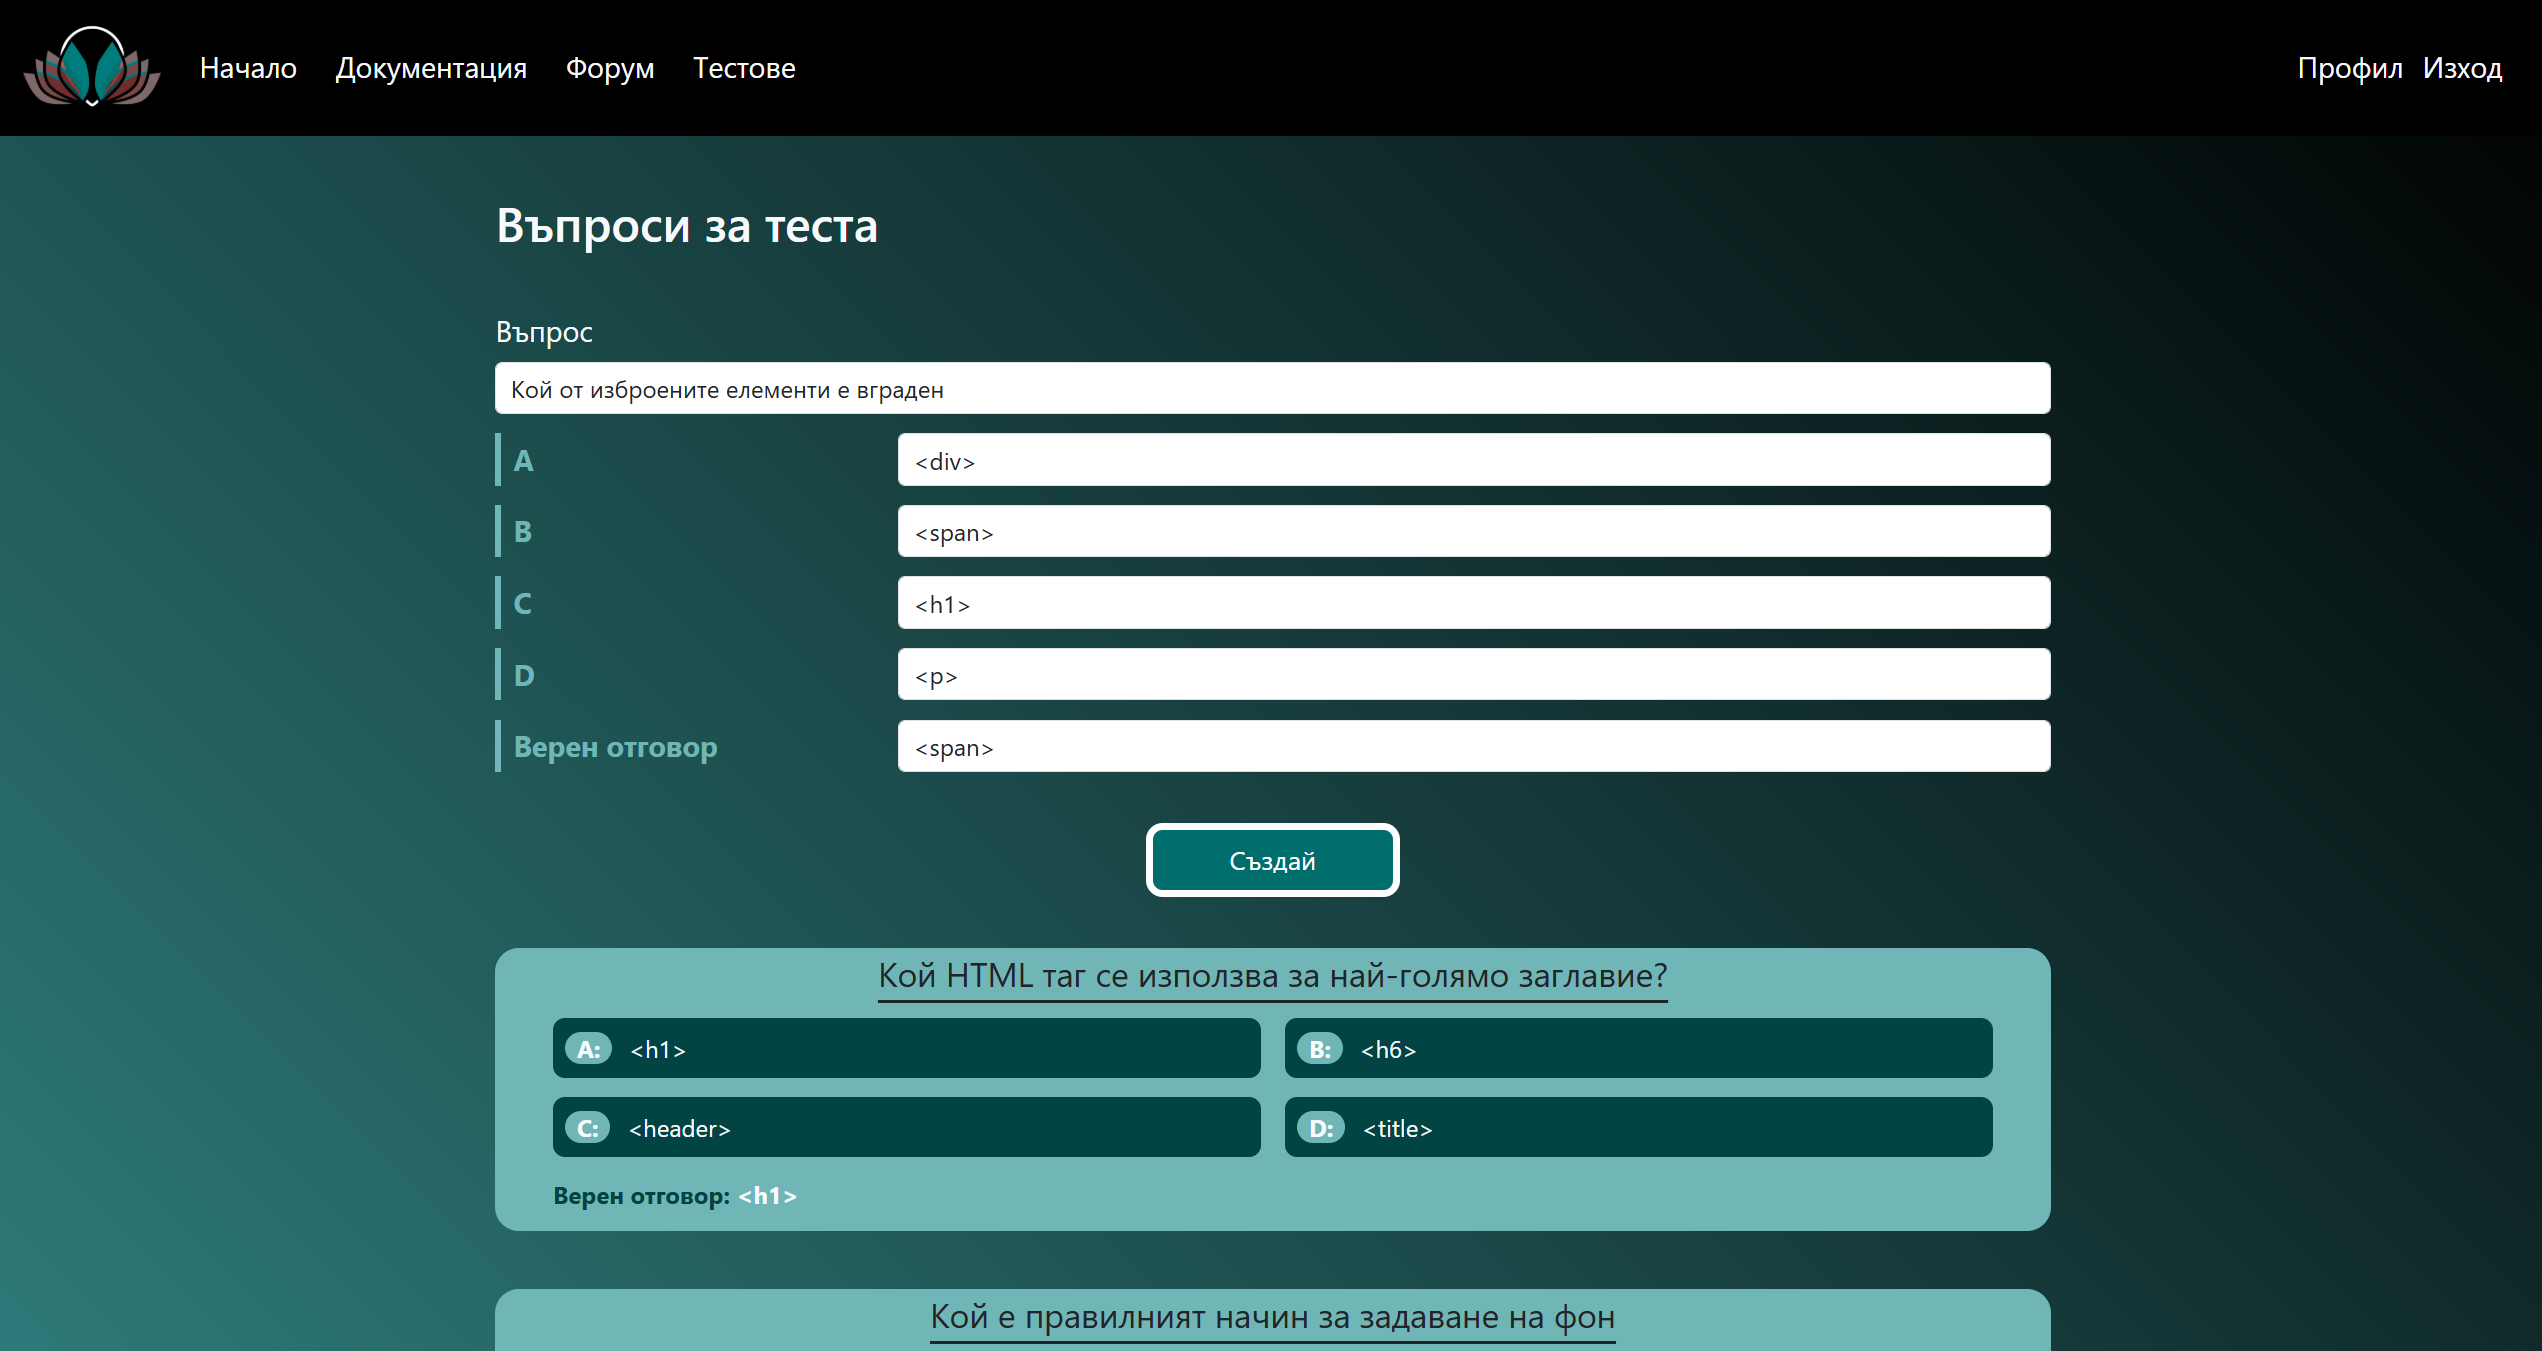 Начало Документация Форум Тестове Профил Изход
Въпроси за теста
Въпрос
Кой от изброените елементи е вграден
A <div>
B <span>
C <h1>
D <p>
Верен отговор <span>
Създай
Кой HTML таг се използва за най-голямо заглавие?
A: <h1> B: <h6>
C: <header> D: <title>
Верен отговор: <h1>
Кой е правилният начин за задаване на фон